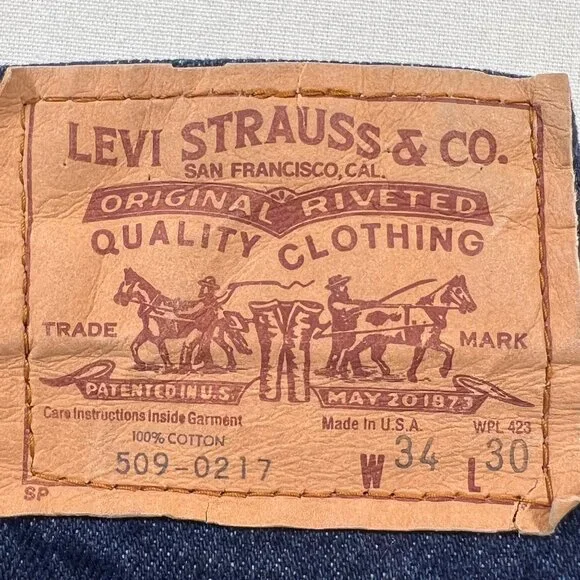 LEVI STRAUSS & CO.
SAN FRANCISCO, CAL.
ORIGINAL RIVETED
QUALITY CLOTHING
TRADE MARK
PATENTED IN U.S. MAY 20 1873
Care Instructions Inside Garment Made in U.S.A. WPL 423
100% COTTON
509-0217 W 34 L 30
SP